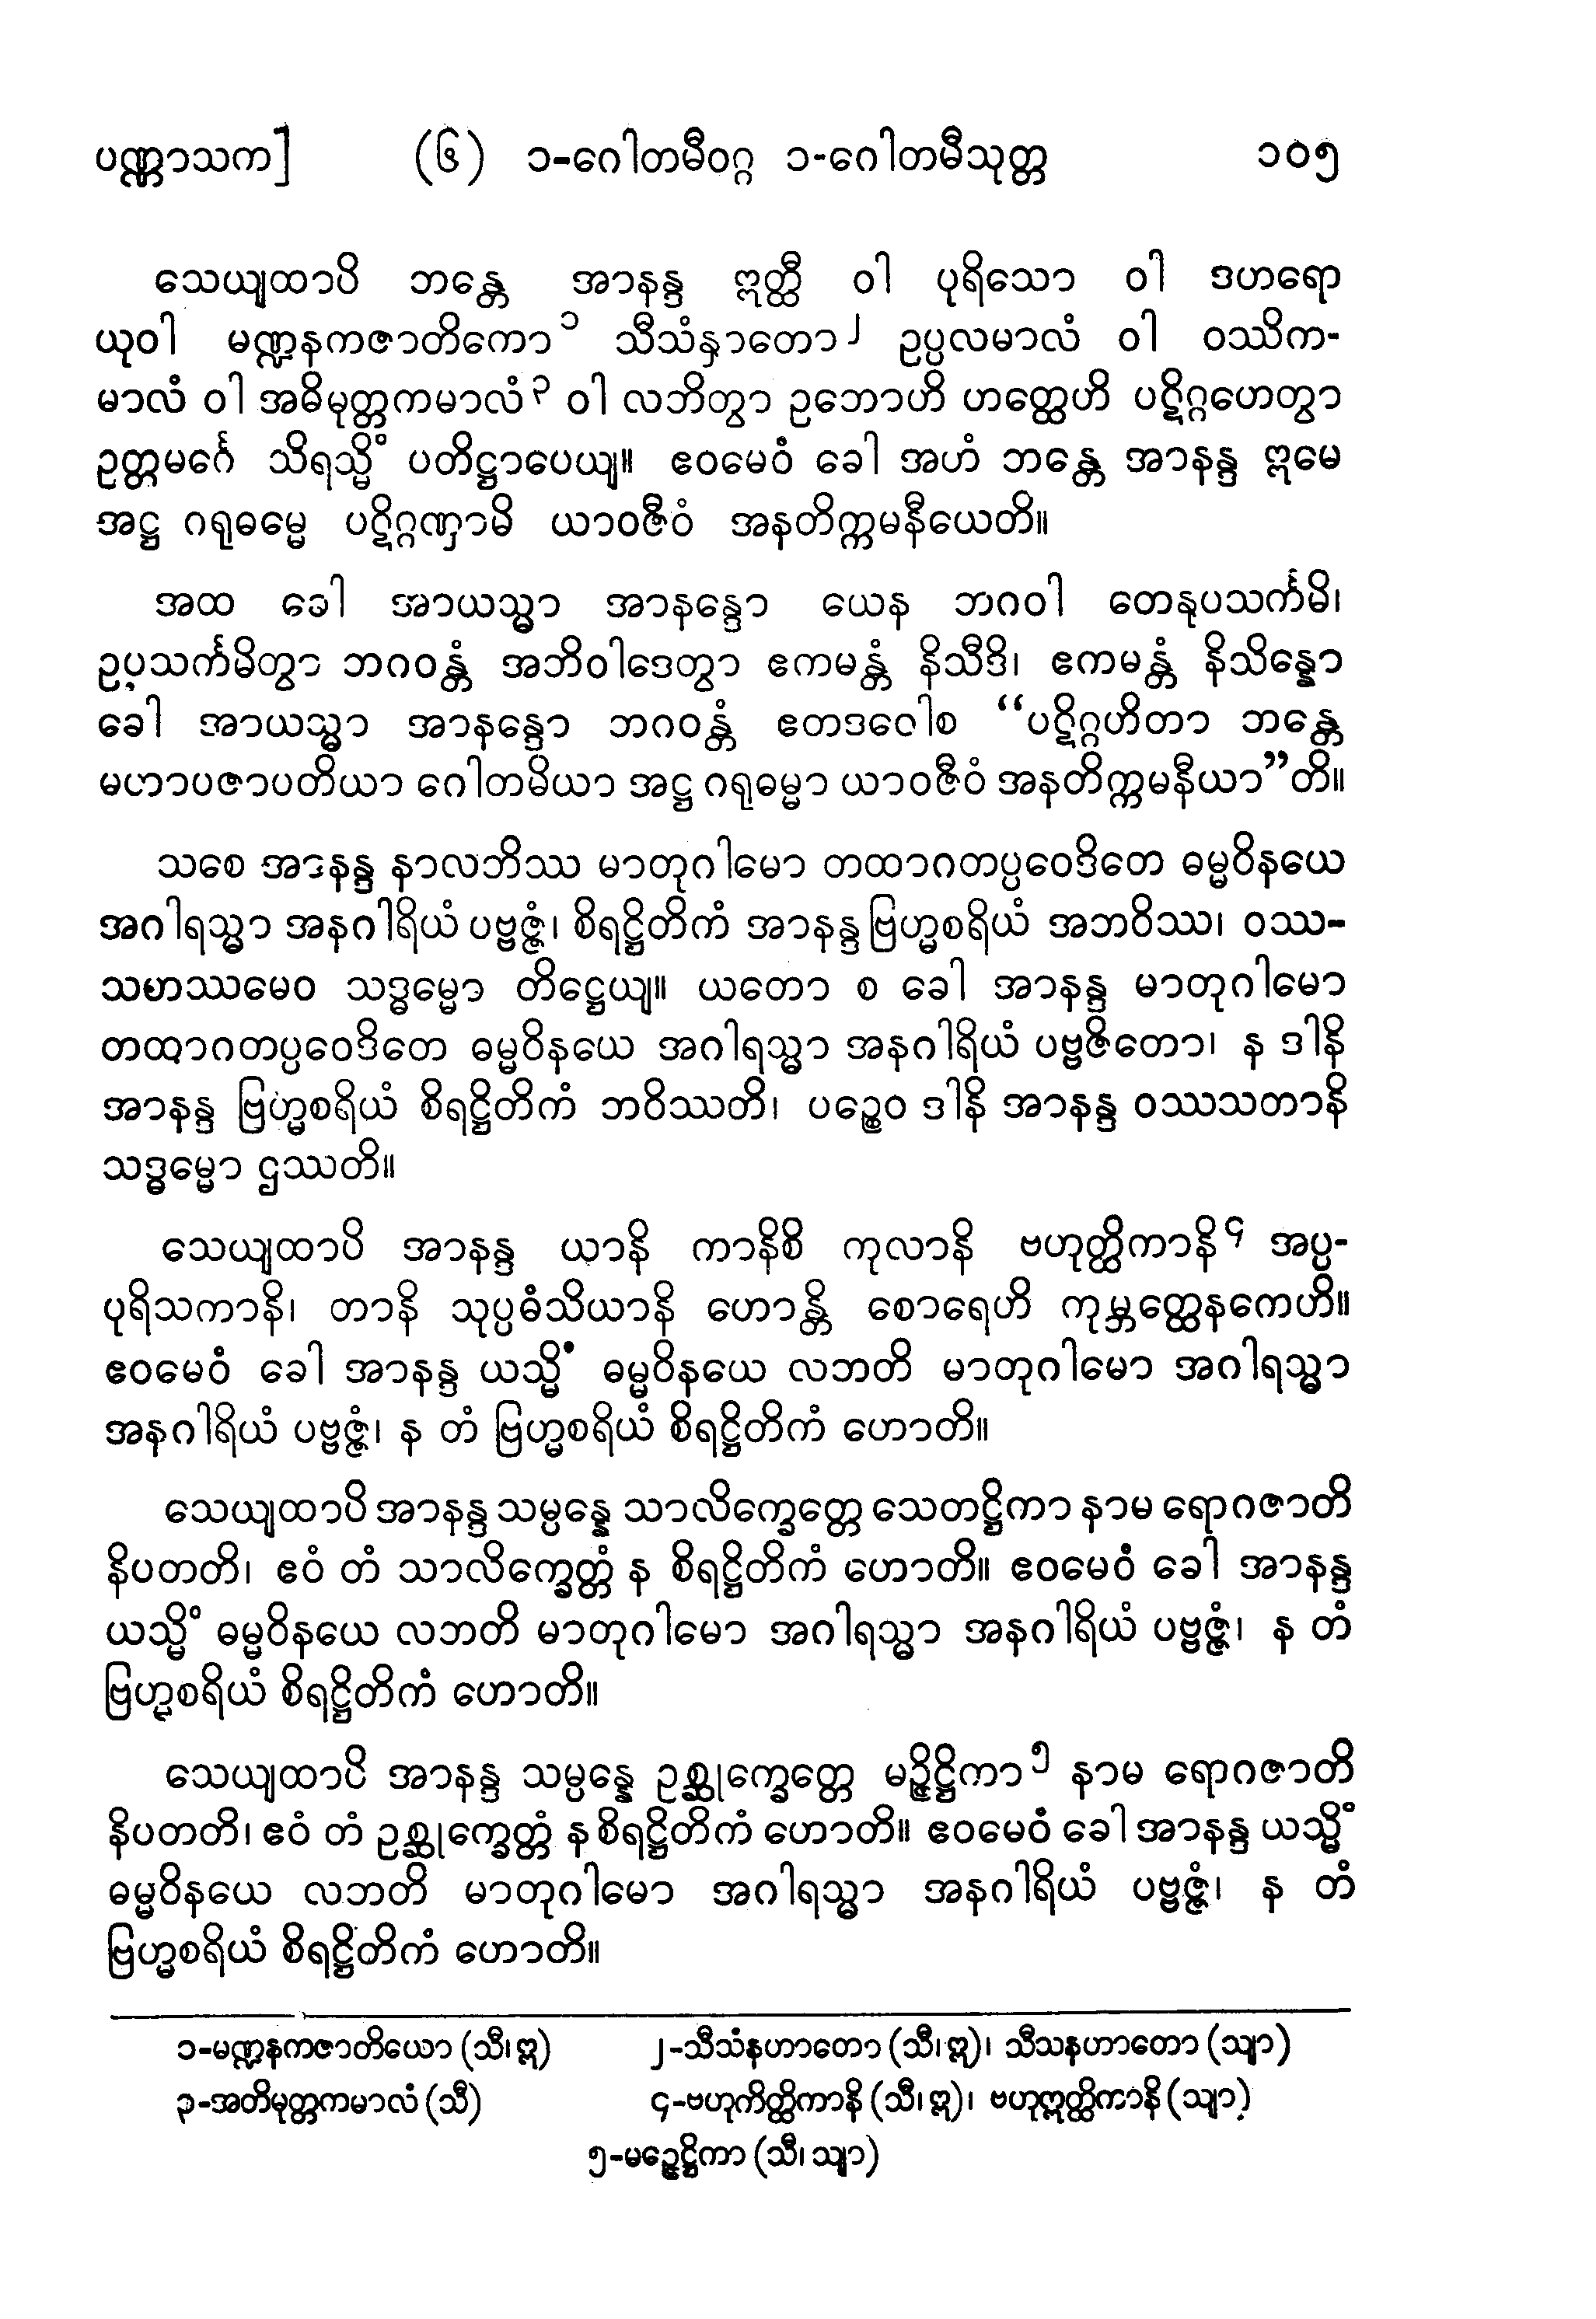 ပဏ္ဏာသက] (၆) ၁-ဂေါတမီဝဂ္ဂ ၁-ဂေါတမီသုတ္တ ၁၀၅
သေယျထာပိ ဘန္တေ အာနန္ဒ ဣတ္ထီ ဝါ ပုရိသော ဝါ ဒဟရော
ယုဝါ မဏ္ဍနကဇာတိကော၁ သီသံနှာတော၂ ဥပ္ပလမာလံ ဝါ ဝဿိက-
မာလံ ဝါ အဓိမုတ္တကမာလံ၃ ဝါ လဘိတွာ ဥဘောဟိ ဟတ္ထေဟိ ပဋိဂ္ဂဟေတွာ
ဥတ္တမင်္ဂေ သိရသ္မိံ ပတိဋ္ဌာပေယျ။ ဧဝမေဝံ ခေါ အဟံ ဘန္တေ အာနန္ဒ ဣမေ
အဋ္ဌ ဂရုဓမ္မေ ပဋိဂ္ဂဏှာမိ ယာဝဇီဝံ အနတိက္ကမနီယေတိ။
အထ ခေါ အာယသ္မာ အာနန္ဒော ယေန ဘဂဝါ တေနုပသင်္ကမိ၊
ဥပသင်္ကမိတွာ ဘဂဝန္တံ အဘိဝါဒေတွာ ဧကမန္တံ နိသီဒိ၊ ဧကမန္တံ နိသိန္နော
ခေါ အာယသ္မာ အာနန္ဒော ဘဂဝန္တံ ဧတဒဝေါစ “ပဋိဂ္ဂဟိတာ ဘန္တေ
မဟာပဇာပတိယာ ဂေါတမိယာ အဋ္ဌ ဂရုဓမ္မာ ယာဝဇီဝံ အနတိက္ကမနီယာ”တိ။
သစေ အာနန္ဒ နာလဘိဿ မာတုဂါမော တထာဂတပ္ပဝေဒိတေ ဓမ္မဝိနယေ
အဂါရသ္မာ အနဂါရိယံ ပဗ္ဗဇ္ဇံ၊ စိရဋ္ဌိတိကံ အာနန္ဒ ဗြဟ္မစရိယံ အဘဝိဿ၊ ဝဿ-
သဟဿမေဝ သဒ္ဓမ္မော တိဋ္ဌေယျ။ ယတော စ ခေါ အာနန္ဒ မာတုဂါမော
တထာဂတပ္ပဝေဒိတေ ဓမ္မဝိနယေ အဂါရသ္မာ အနဂါရိယံ ပဗ္ဗဇိတော၊ န ဒါနိ
အာနန္ဒ ဗြဟ္မစရိယံ စိရဋ္ဌိတိကံ ဘဝိဿတိ၊ ပဉ္စေဝ ဒါနိ အာနန္ဒ ဝဿသတာနိ
သဒ္ဓမ္မော ဌဿတိ။
သေယျထာပိ အာနန္ဒ ယာနိ ကာနိစိ ကုလာနိ ဗဟုတ္ထိကာနိ၄ အပ္ပ-
ပုရိသကာနိ၊ တာနိ သုပ္ပဓံသိယာနိ ဟောန္တိ စောရေဟိ ကုမ္ဘတ္ထေနကေဟိ။
ဧဝမေဝံ ခေါ အာနန္ဒ ယသ္မိံ ဓမ္မဝိနယေ လဘတိ မာတုဂါမော အဂါရသ္မာ
အနဂါရိယံ ပဗ္ဗဇ္ဇံ၊ န တံ ဗြဟ္မစရိယံ စိရဋ္ဌိတိကံ ဟောတိ။
သေယျထာပိ အာနန္ဒ သမ္ပန္နေ သာလိက္ခေတ္တေ သေတဋ္ဌိကာ နာမ ရောဂဇာတိ
နိပတတိ၊ ဧဝံ တံ သာလိက္ခေတ္တံ န စိရဋ္ဌိတိကံ ဟောတိ။ ဧဝမေဝံ ခေါ အာနန္ဒ
ယသ္မိံ ဓမ္မဝိနယေ လဘတိ မာတုဂါမော အဂါရသ္မာ အနဂါရိယံ ပဗ္ဗဇ္ဇံ၊ န တံ
ဗြဟ္မစရိယံ စိရဋ္ဌိတိကံ ဟောတိ။
သေယျထာပိ အာနန္ဒ သမ္ပန္နေ ဥစ္ဆုက္ခေတ္တေ မဉ္ဇိဋ္ဌိကာ၅ နာမ ရောဂဇာတိ
နိပတတိ၊ ဧဝံ တံ ဥစ္ဆုက္ခေတ္တံ န စိရဋ္ဌိတိကံ ဟောတိ။ ဧဝမေဝံ ခေါ အာနန္ဒ ယသ္မိံ
ဓမ္မဝိနယေ လဘတိ မာတုဂါမော အဂါရသ္မာ အနဂါရိယံ ပဗ္ဗဇ္ဇံ၊ န တံ
ဗြဟ္မစရိယံ စိရဋ္ဌိတိကံ ဟောတိ။
၁-မဏ္ဍနကဇာတိယော (သီ၊ ဣ) ၂-သီသံနဟာတော (သီ၊ ဣ)၊ သီသနဟာတော (သျာ)
၃-အတိမုတ္တကမာလံ (သီ) ၄-ဗဟုကိတ္ထိကာနိ (သီ၊ ဣ)၊ ဗဟုဣတ္ထိကာနိ (သျာ)
၅-မဉ္ဇေဋ္ဌိကာ (သီ၊ သျာ)